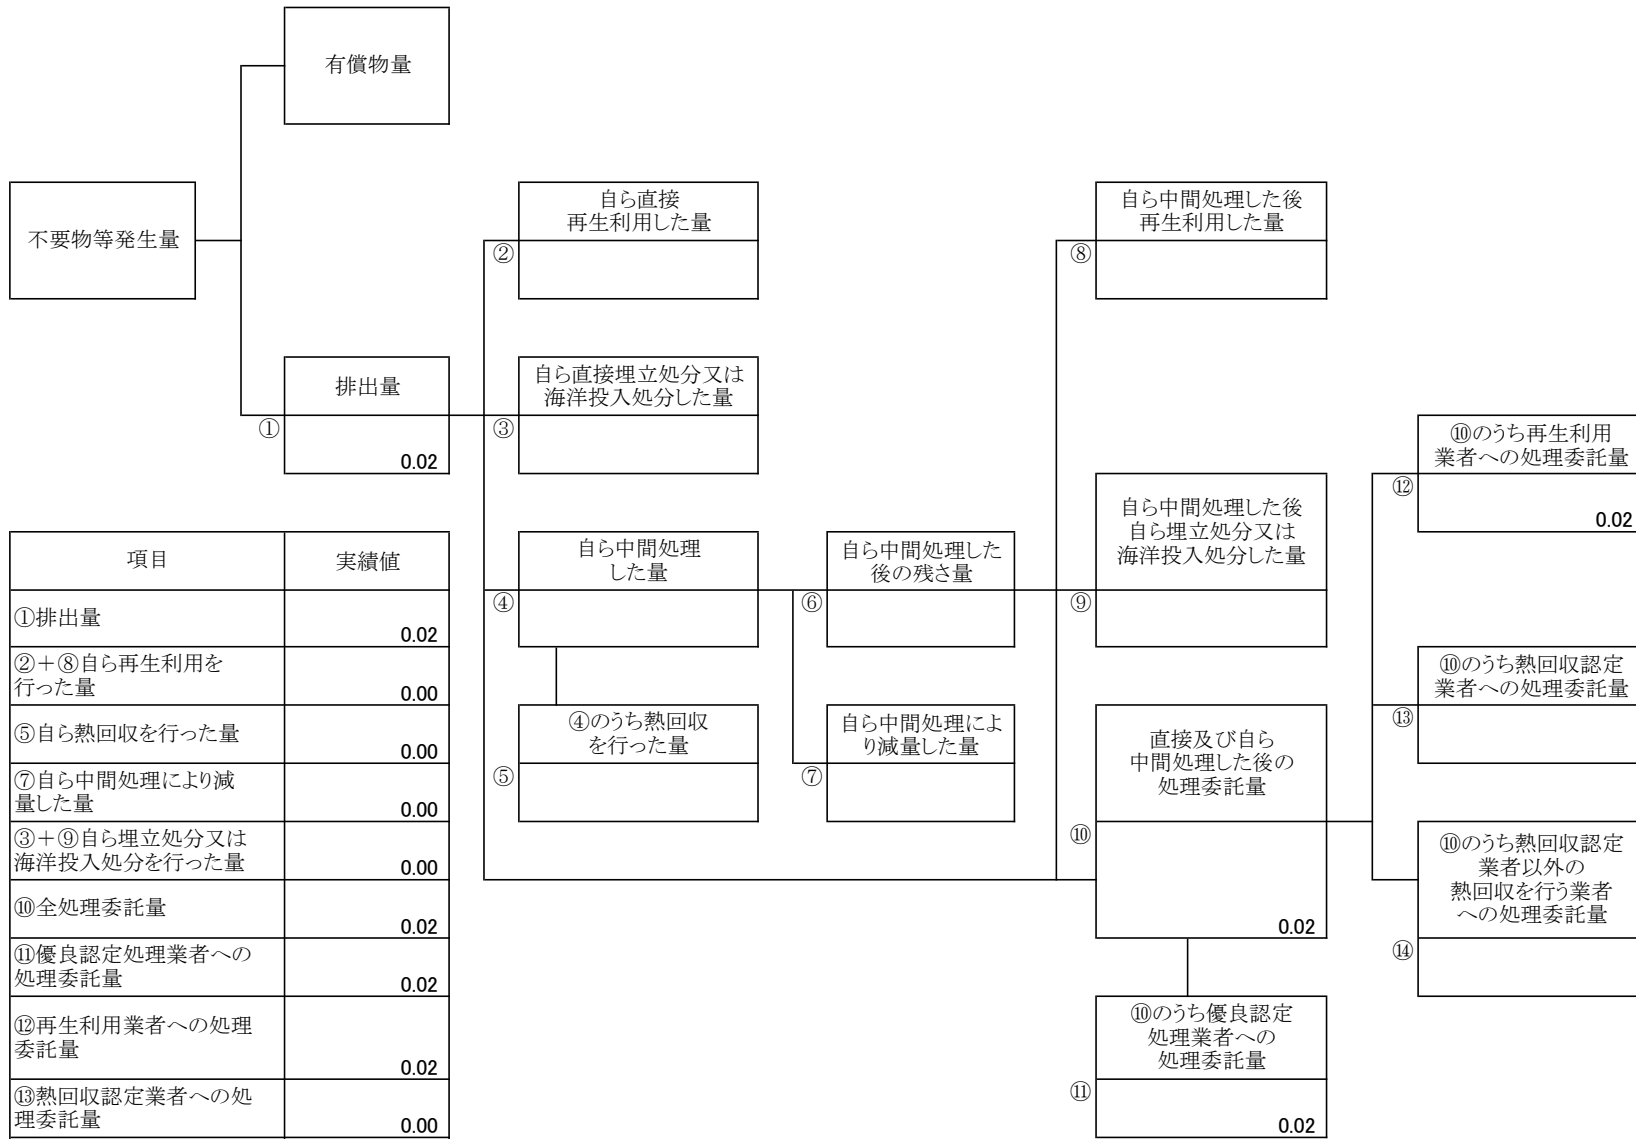 有償物量
不要物等発生量
自ら直接
再生利用した量
②
自ら中間処理した後
再生利用した量
⑧
排出量
①
0.02
自ら直接埋立処分又は
海洋投入処分した量
③
⑩のうち再生利用
業者への処理委託量
⑫
0.02
自ら中間処理した後
自ら埋立処分又は
海洋投入処分した量
⑨
自ら中間処理
した量
④
自ら中間処理した
後の残さ量
⑥
④のうち熱回収
を行った量
⑤
自ら中間処理によ
り減量した量
⑦
⑩のうち熱回収認定
業者への処理委託量
⑬
直接及び自ら
中間処理した後の
処理委託量
⑩
0.02
⑩のうち熱回収認定
業者以外の
熱回収を行う業者
への処理委託量
⑭
⑩のうち優良認定
処理業者への
処理委託量
⑪
0.02
項目 実績値
①排出量
0.02
②+⑧自ら再生利用を
行った量
0.00
⑤自ら熱回収を行った量
0.00
⑦自ら中間処理により減
量した量
0.00
③+⑨自ら埋立処分又は
海洋投入処分を行った量
0.00
⑩全処理委託量
0.02
⑪優良認定処理業者への
処理委託量
0.02
⑫再生利用業者への処理
委託量
0.02
⑬熱回収認定業者への処
理委託量
0.00